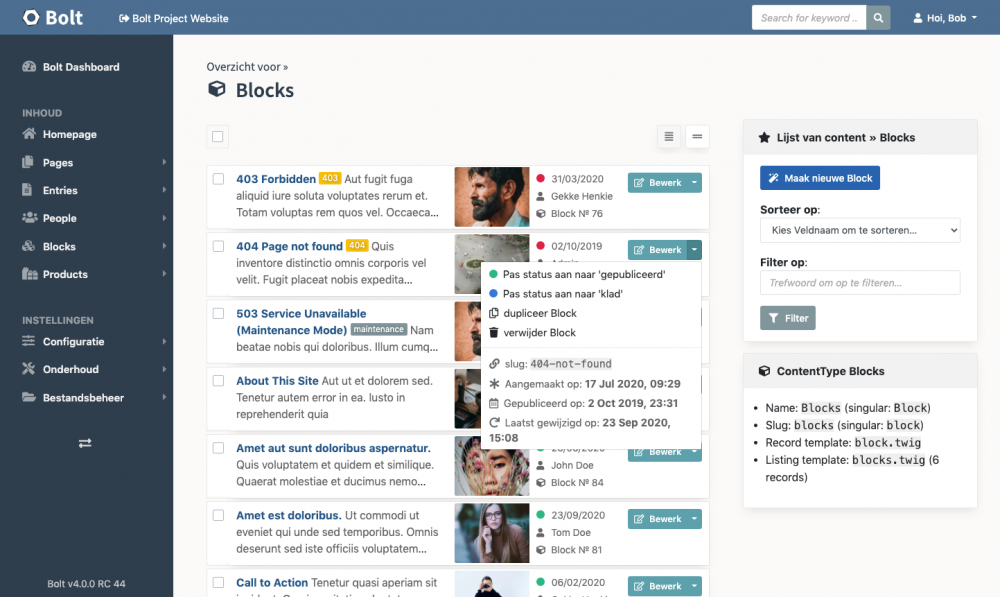 Bolt
Bolt Project Website
Search for keyword ..
Hoi, Bob
Bolt Dashboard
INHOUD
Homepage
Pages
Entries
People
Blocks
Products
INSTELLINGEN
Configuratie
Onderhoud
Bestandsbeheer
Bolt v4.0.0 RC 44
Overzicht voor »
Blocks
403 Forbidden 403 Aut fugit fuga
aliquid iure soluta voluptates rerum et.
Totam voluptas rem quos vel. Occaeca...
31/03/2020
Gekke Henkie
Block № 76
Bewerk
404 Page not found 404 Quis
inventore distinctio omnis corporis vel
velit. Fugit placeat nobis expedita...
02/10/2019
Bewerk
Pas status aan naar 'gepubliceerd'
Pas status aan naar 'klad'
dupliceer Block
verwijder Block
slug: 404-not-found
Aangemaakt op: 17 Jul 2020, 09:29
Gepubliceerd op: 2 Oct 2019, 23:31
Laatst gewijzigd op: 23 Sep 2020,
15:08
503 Service Unavailable
(Maintenance Mode) maintenance Nam
beatae nobis qui doloribus. Illum cumq...
About This Site Aut ut et dolorem sed.
Tenetur autem error in ea. Iusto in
reprehenderit quia
Amet aut sunt doloribus aspernatur.
Quis voluptatem et quidem et similique.
Quaerat molestiae et ducimus nemo...
John Doe
Block № 84
Bewerk
Amet est doloribus. Ut commodi ut
eveniet qui unde sed temporibus. Omnis
deserunt sed iste officiis voluptatem...
23/09/2020
Tom Doe
Block № 81
Bewerk
Call to Action Tenetur quasi aperiam sit
06/02/2020
Bewerk
Lijst van content » Blocks
Maak nieuwe Block
Sorteer op:
Kies Veldnaam om te sorteren...
Filter op:
Trefwoord om op te filteren...
Filter
ContentType Blocks
Name: Blocks (singular: Block)
Slug: blocks (singular: block)
Record template: block.twig
Listing template: blocks.twig (6
records)